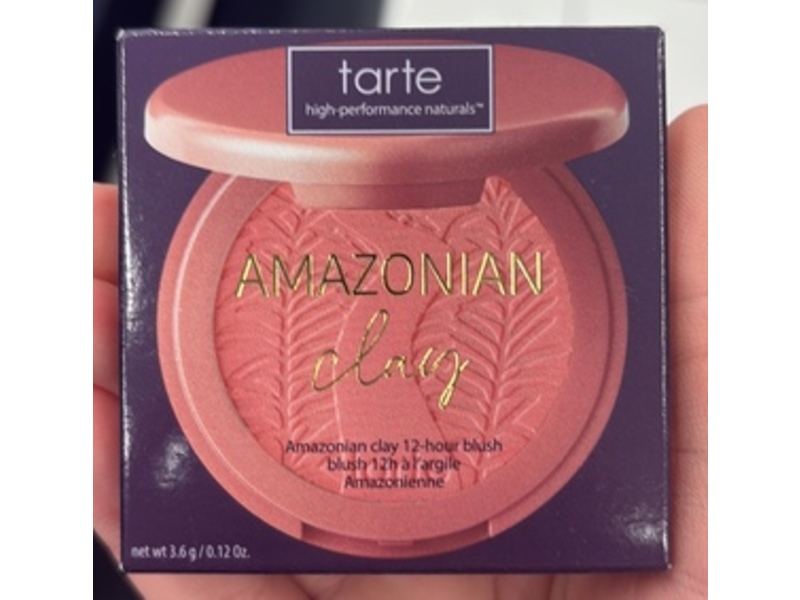 tarte
high-performance naturals™
AMAZONIAN
clay
Amazonian clay 12-hour blush
blush 12h à l'argile
Amazonienne
net wt 3.6 g / 0.12 Oz.